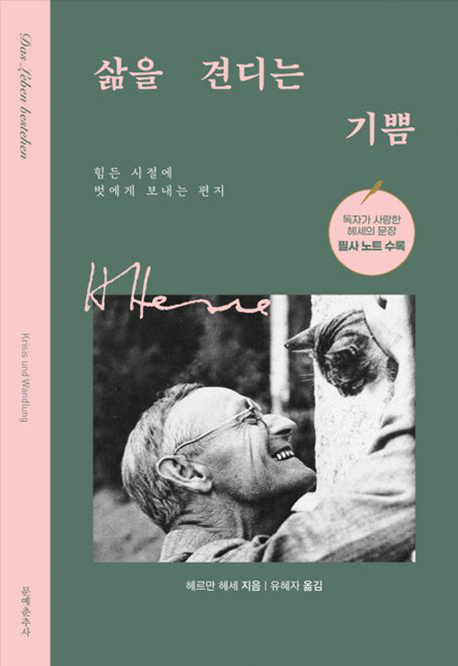 Das Leben bestehen
삶을 견디는
기쁨
힘든 시절에
벗에게 보내는 편지
독자가 사랑한
헤세의 문장
필사 노트 수록
H Hesse
Krisis und Wandlung
헤르만 헤세 지음 | 유혜자 옮김
문예춘추사